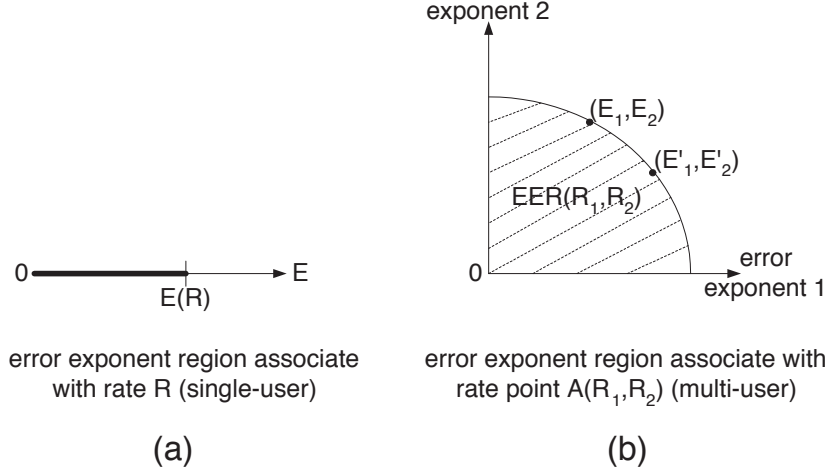 0
E
E(R)
error exponent region associate
with rate R (single-user)
(a)
exponent 2
(E₁,E₂)
(E'₁,E'₂)
EER(R₁,R₂)
0
error
exponent 1
error exponent region associate with
rate point A(R₁,R₂) (multi-user)
(b)